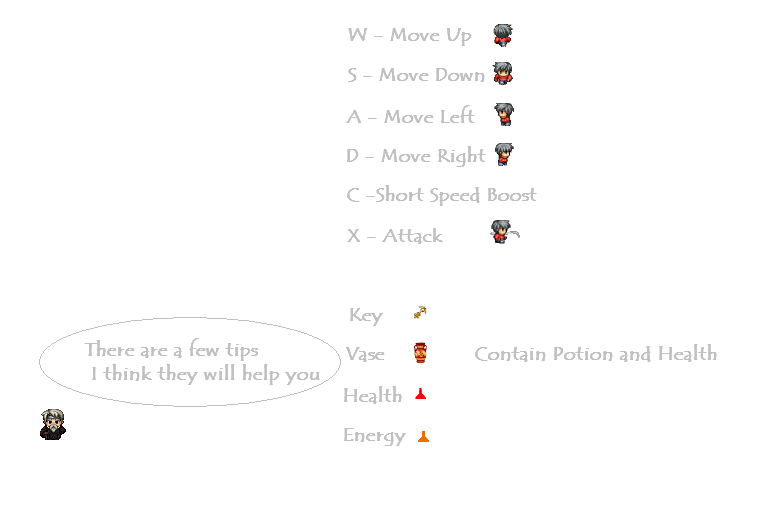 W - Move Up
S - Move Down
A - Move Left
D - Move Right
C -Short Speed Boost
X - Attack
Key
There are a few tips
I think they will help you
Vase
Contain Potion and Health
Health
Energy